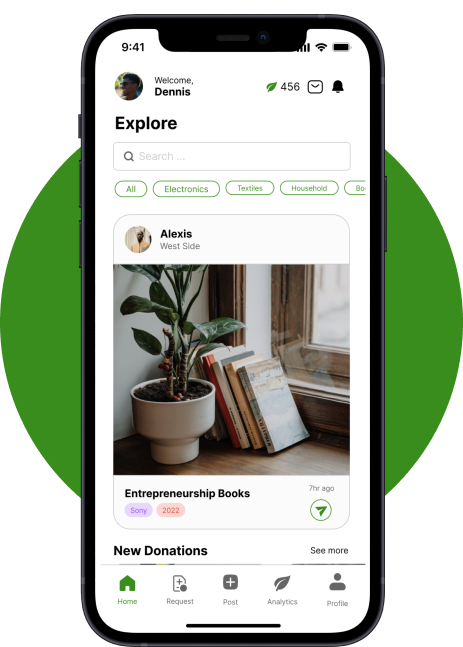 9:41
Welcome,
Dennis
456
Explore
Search ...
All Electronics Textiles Household Bo
Alexis
West Side
Entrepreneurship Books
7hr ago
Sony 2022
New Donations See more
Home Request Post Analytics Profile